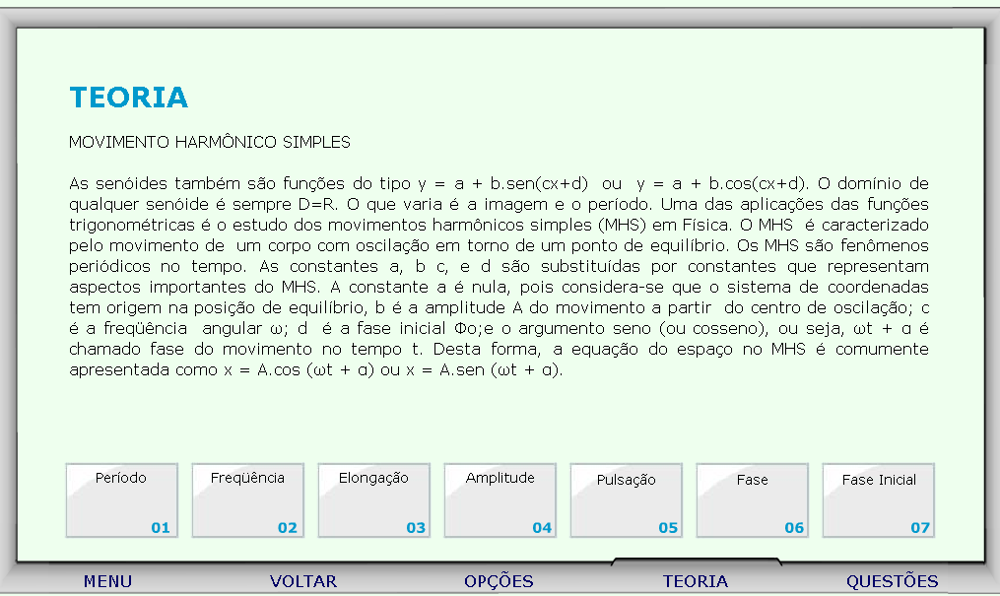 TEORIA
MOVIMENTO HARMÔNICO SIMPLES
As senóides também são funções do tipo y = a + b.sen(cx+d) ou y = a + b.cos(cx+d). O domínio de
qualquer senóide é sempre D=R. O que varia é a imagem e o período. Uma das aplicações das funções
trigonométricas é o estudo dos movimentos harmônicos simples (MHS) em Física. O MHS é caracterizado
pelo movimento de um corpo com oscilação em torno de um ponto de equilíbrio. Os MHS são fenômenos
periódicos no tempo. As constantes a, b c, e d são substituídas por constantes que representam
aspectos importantes do MHS. A constante a é nula, pois considera-se que o sistema de coordenadas
tem origem na posição de equilíbrio, b é a amplitude A do movimento a partir do centro de oscilação; c
é a freqüência angular ω; d é a fase inicial Φo;e o argumento seno (ou cosseno), ou seja, ωt + α é
chamado fase do movimento no tempo t. Desta forma, a equação do espaço no MHS é comumente
apresentada como x = A.cos (ωt + α) ou x = A.sen (ωt + α).
Período
01
Freqüência
02
Elongação
03
Amplitude
04
Pulsação
05
Fase
06
Fase Inicial
07
MENU VOLTAR OPÇÕES TEORIA QUESTÕES